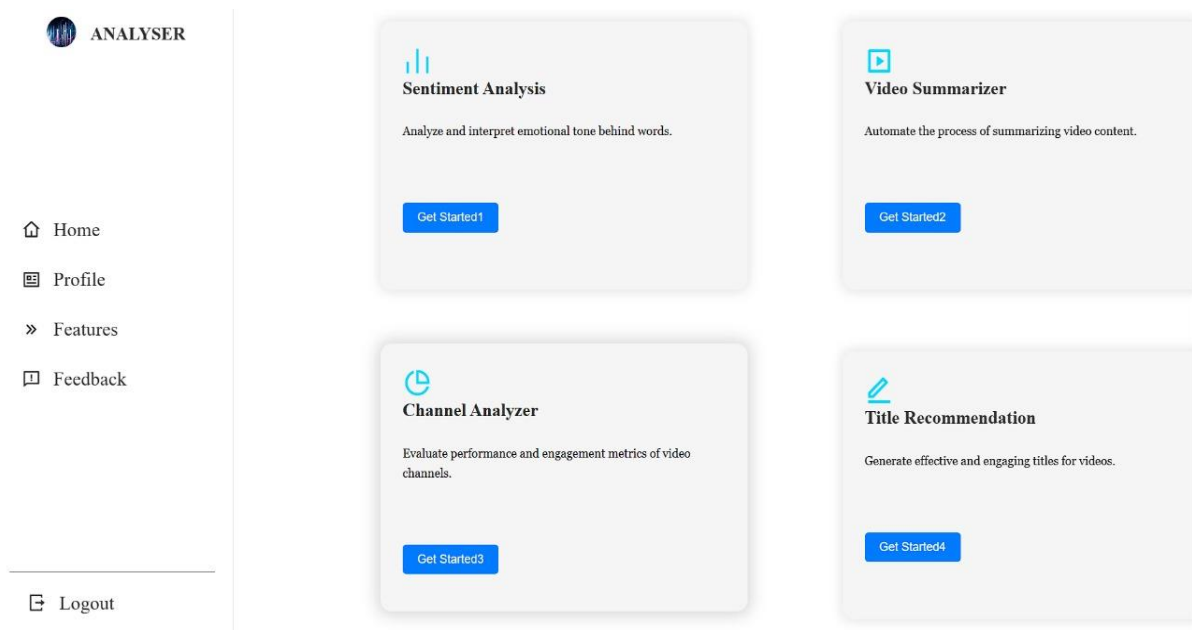 ANALYSER
Home
Profile
Features
Feedback
Logout
Sentiment Analysis
Analyze and interpret emotional tone behind words.
Get Started1
Video Summarizer
Automate the process of summarizing video content.
Get Started2
Channel Analyzer
Evaluate performance and engagement metrics of video
channels.
Get Started3
Title Recommendation
Generate effective and engaging titles for videos.
Get Started4